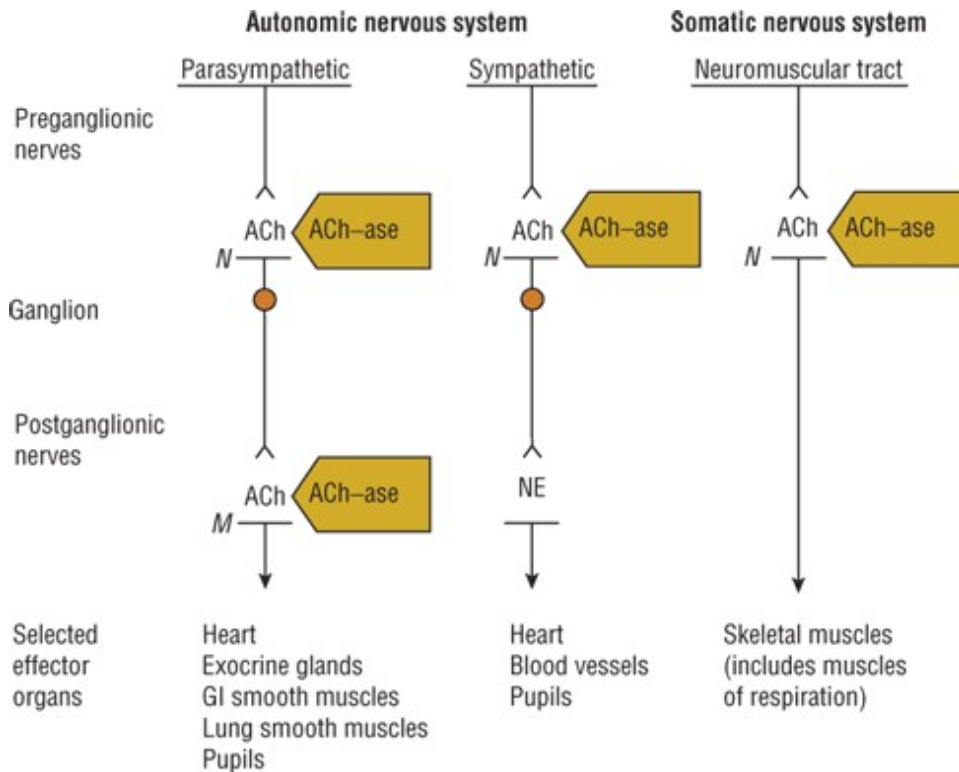 Autonomic nervous system
Somatic nervous system
Parasympathetic
Sympathetic
Neuromuscular tract
Preganglionic
nerves
ACh
ACh–ase
N
ACh
ACh–ase
N
ACh
ACh–ase
N
Ganglion
Postganglionic
nerves
ACh
ACh–ase
M
NE
Selected
effector
organs
Heart
Exocrine glands
GI smooth muscles
Lung smooth muscles
Pupils
Heart
Blood vessels
Pupils
Skeletal muscles
(includes muscles
of respiration)